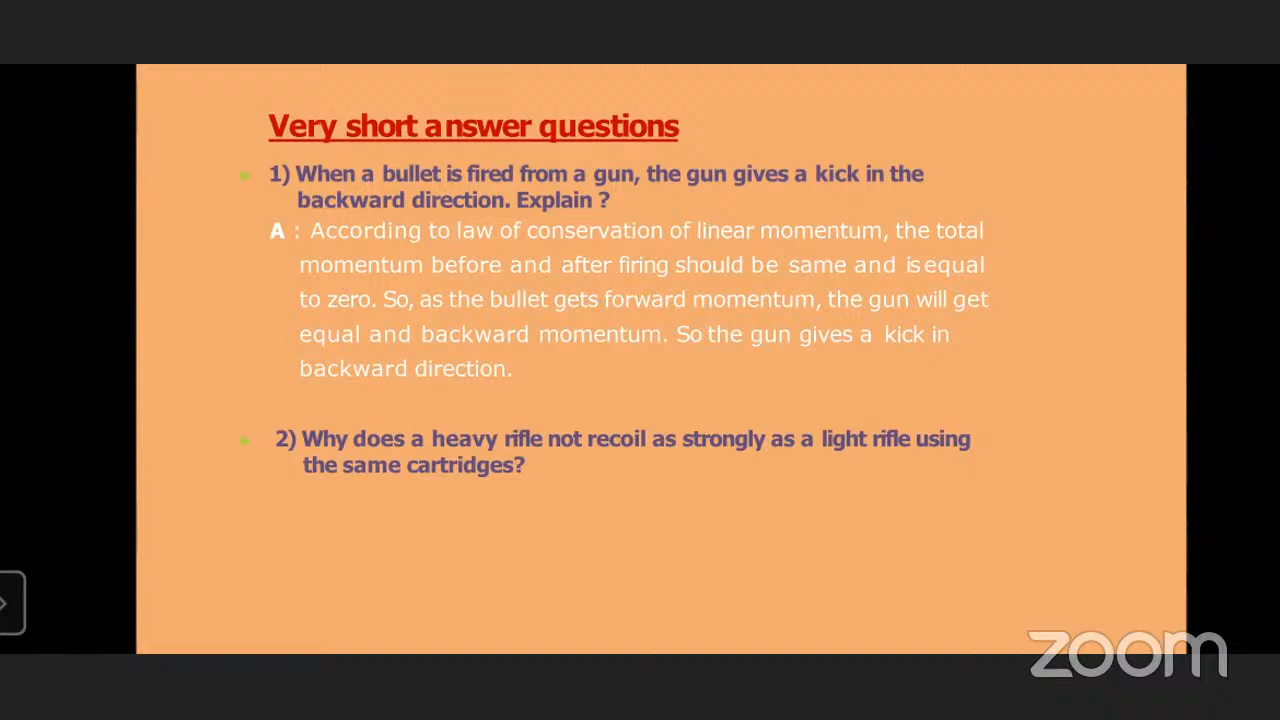 Very short answer questions
1) When a bullet is fired from a gun, the gun gives a kick in the
backward direction. Explain ?
A : According to law of conservation of linear momentum, the total
momentum before and after firing should be same and is equal
to zero. So, as the bullet gets forward momentum, the gun will get
equal and backward momentum. So the gun gives a kick in
backward direction.
2) Why does a heavy rifle not recoil as strongly as a light rifle using
the same cartridges?
zoom